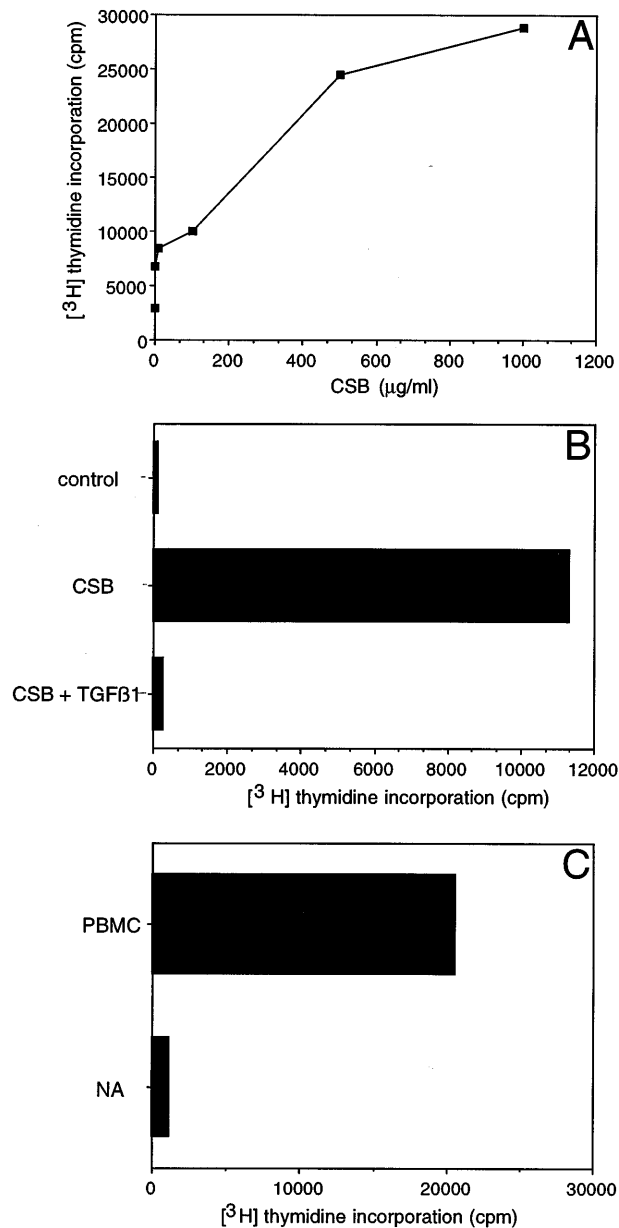 A
[³H] thymidine incorporation (cpm)
30000
25000
20000
15000
10000
5000
0
0 200 400 600 800 1000 1200
CSB (µg/ml)
B
control
CSB
CSB + TGFß1
0 2000 4000 6000 8000 10000 12000
[³ H] thymidine incorporation (cpm)
C
PBMC
NA
0 10000 20000 30000
[³H] thymidine incorporation (cpm)